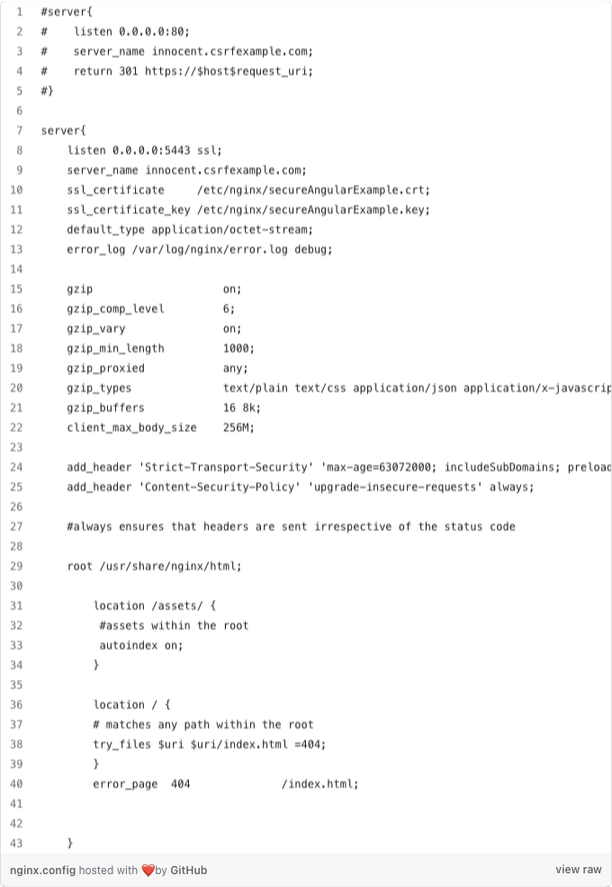 1 #server{
2 #    listen 0.0.0.0:80;
3 #    server_name innocent.csrfexample.com;
4 #    return 301 https://$host$request_uri;
5 #}
6
7 server{
8     listen 0.0.0.0:5443 ssl;
9     server_name innocent.csrfexample.com;
10     ssl_certificate     /etc/nginx/secureAngularExample.crt;
11     ssl_certificate_key /etc/nginx/secureAngularExample.key;
12     default_type application/octet-stream;
13     error_log /var/log/nginx/error.log debug;
14
15     gzip                    on;
16     gzip_comp_level         6;
17     gzip_vary               on;
18     gzip_min_length         1000;
19     gzip_proxied            any;
20     gzip_types              text/plain text/css application/json application/x-javascrip
21     gzip_buffers            16 8k;
22     client_max_body_size    256M;
23
24     add_header 'Strict-Transport-Security' 'max-age=63072000; includeSubDomains; preload
25     add_header 'Content-Security-Policy' 'upgrade-insecure-requests' always;
26
27     #always ensures that headers are sent irrespective of the status code
28
29     root /usr/share/nginx/html;
30
31         location /assets/ {
32          #assets within the root
33          autoindex on;
34         }
35
36         location / {
37         # matches any path within the root
38         try_files $uri $uri/index.html =404;
39         }
40         error_page  404              /index.html;
41
42
43     }
nginx.config hosted with ❤️by GitHub view raw